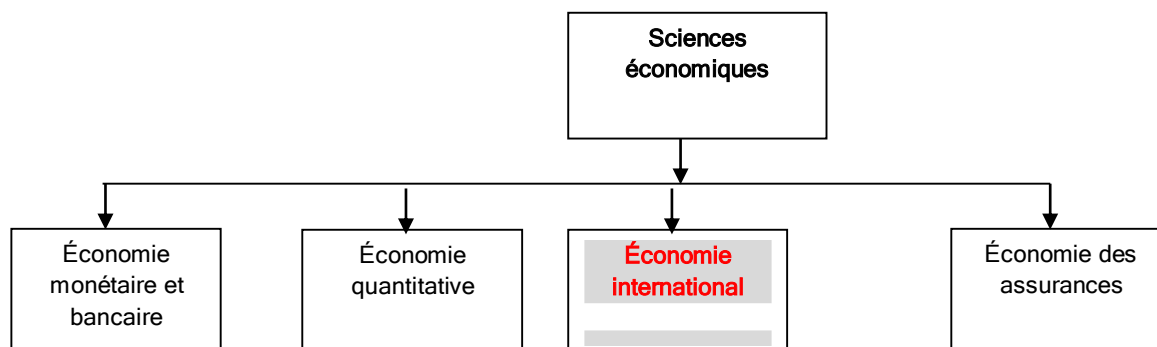 Sciences
économiques
Économie
monétaire et
bancaire
Économie
quantitative
Économie
international
Économie des
assurances